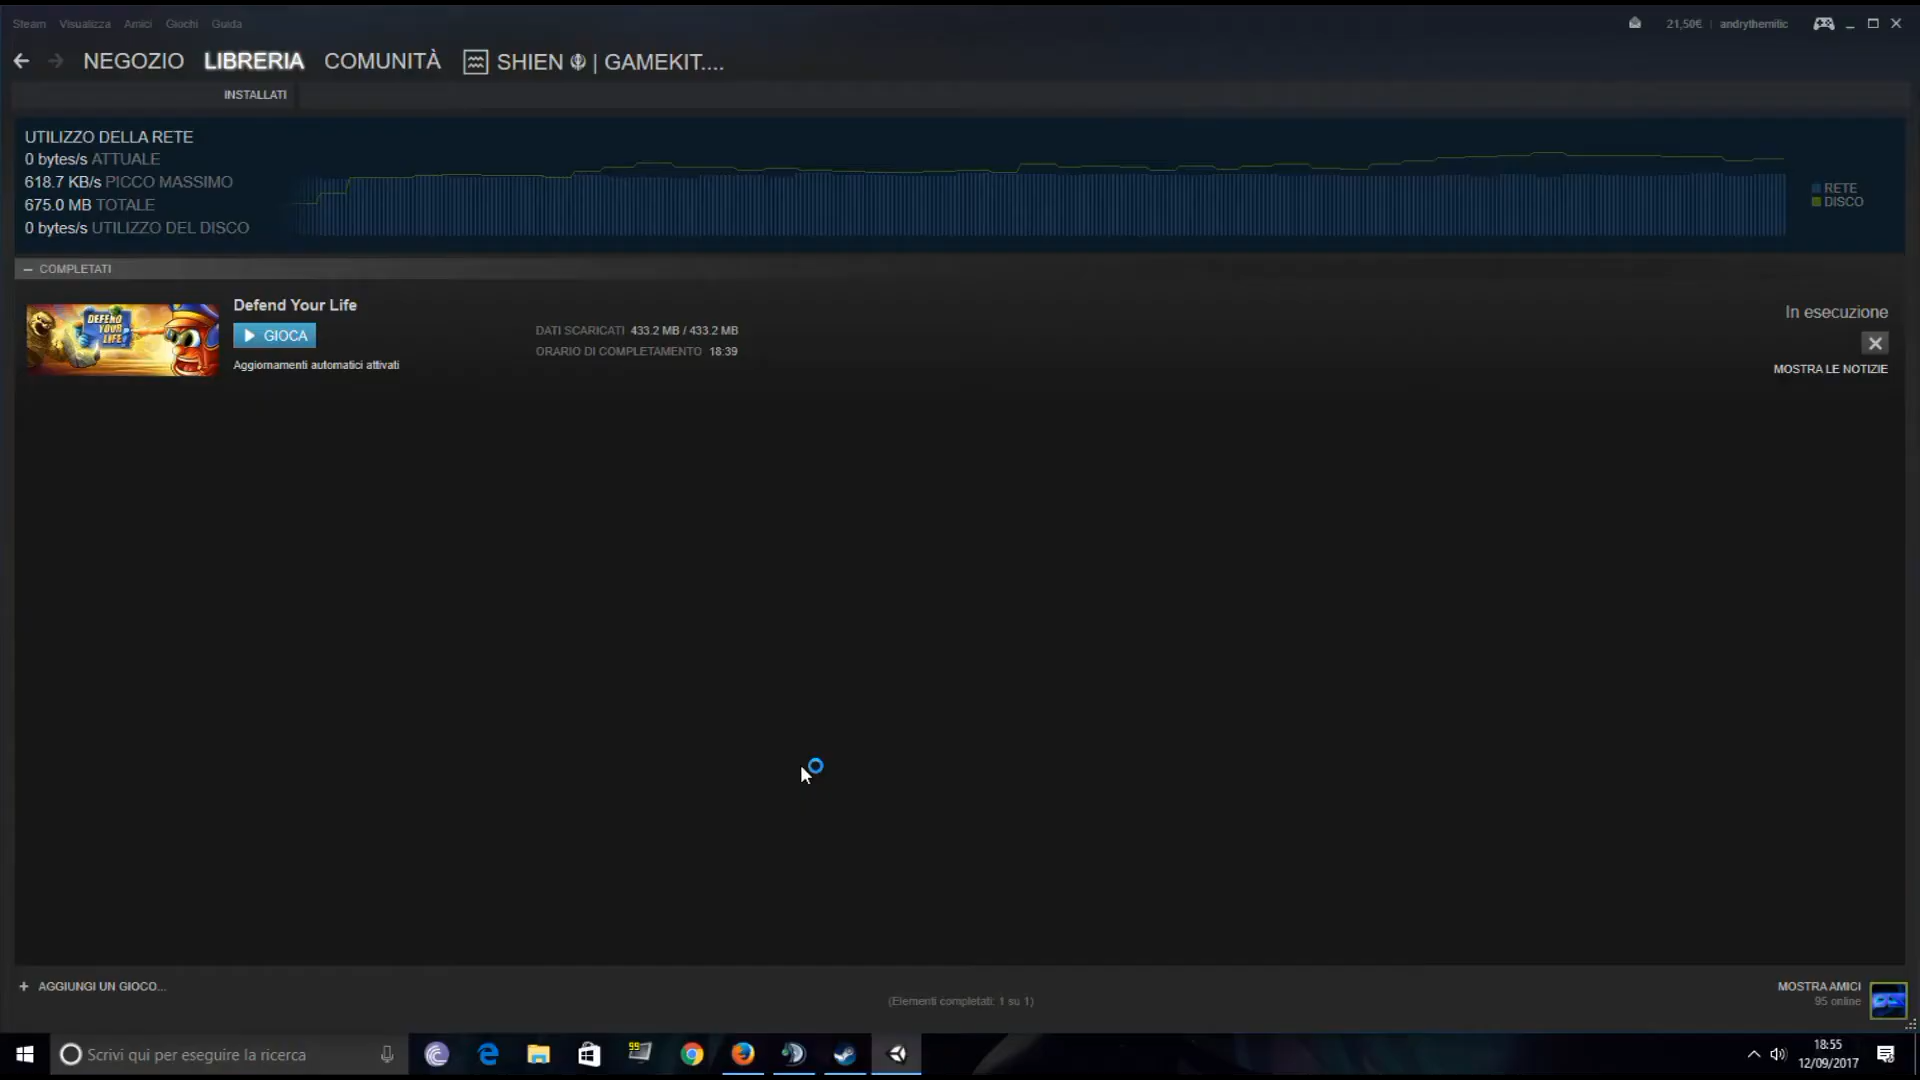 Steam Visualizza Amici Giochi Guida
21,50€ | andrythemitic
NEGOZIO LIBRERIA COMUNITÀ SHIEN | GAMEKIT....
INSTALLATI
UTILIZZO DELLA RETE
0 bytes/s ATTUALE
618.7 KB/s PICCO MASSIMO
675.0 MB TOTALE
0 bytes/s UTILIZZO DEL DISCO
RETE
DISCO
– COMPLETATI
DEFEND YOUR LIFE!
Defend Your Life
GIOCA
Aggiornamenti automatici attivati
DATI SCARICATI 433.2 MB / 433.2 MB
ORARIO DI COMPLETAMENTO 18:39
In esecuzione
MOSTRA LE NOTIZIE
+ AGGIUNGI UN GIOCO...
(Elementi completati: 1 su 1)
MOSTRA AMICI
95 online
Scrivi qui per eseguire la ricerca
99
18:55
12/09/2017